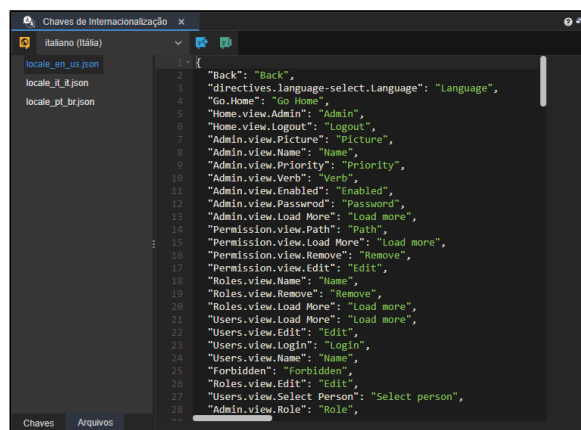 Chaves de Internacionalização ×
italiano (Itália)
locale_en_us.json
locale_it_it.json
locale_pt_br.json
1 {
2 "Back": "Back",
3 "directives.language-select.Language": "Language",
4 "Go.Home": "Go Home",
5 "Home.view.Admin": "Admin",
6 "Home.view.Logout": "Logout",
7 "Admin.view.Picture": "Picture",
8 "Admin.view.Name": "Name",
9 "Admin.view.Priority": "Priority",
10 "Admin.view.Verb": "Verb",
11 "Admin.view.Enabled": "Enabled",
12 "Admin.view.Passwrod": "Password",
13 "Admin.view.Load More": "Load more",
14 "Permission.view.Path": "Path",
15 "Permission.view.Load More": "Load more",
16 "Permission.view.Remove": "Remove",
17 "Permission.view.Edit": "Edit",
18 "Roles.view.Name": "Name",
19 "Roles.view.Remove": "Remove",
20 "Roles.view.Load More": "Load more",
21 "Users.view.Load More": "Load more",
22 "Users.view.Edit": "Edit",
23 "Users.view.Login": "Login",
24 "Users.view.Name": "Name",
25 "Forbidden": "Forbidden",
26 "Roles.view.Edit": "Edit",
27 "Users.view.Select Person": "Select person",
28 "Admin.view.Role": "Role",
Chaves Arquivos